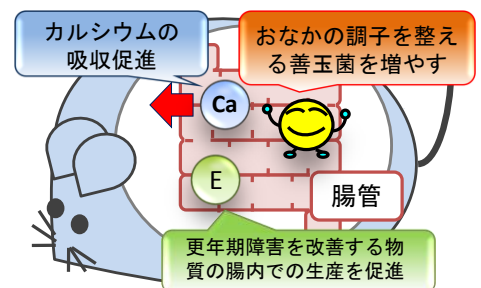 カルシウムの
吸収促進
おなかの調子を整え
る善玉菌を増やす
Ca
E
腸管
更年期障害を改善する物
質の腸内での生産を促進